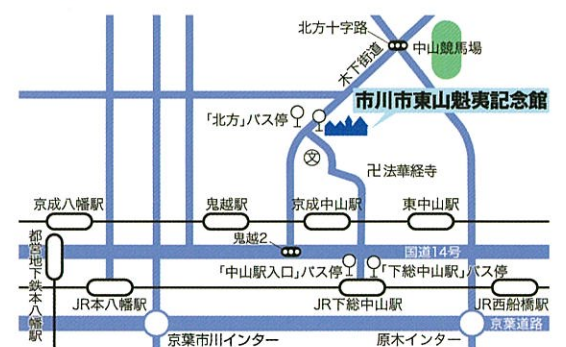 北方十字路
中山競馬場
木下街道
市川市東山魁夷記念館
「北方」バス停
文
卍法華経寺
京成八幡駅
鬼越駅
京成中山駅
東中山駅
都営地下鉄本八幡駅
鬼越2
国道14号
「中山駅入口」バス停
「下総中山駅」バス停
JR本八幡駅
JR下総中山駅
JR西船橋駅
京葉道路
京葉市川インター
原木インター